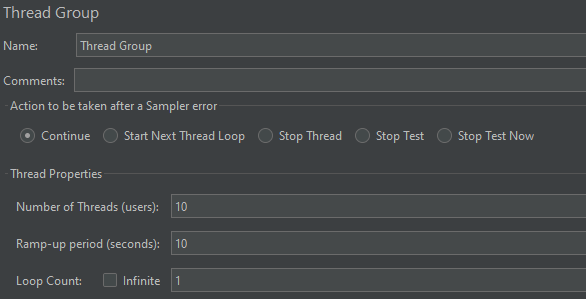 Thread Group
Name: Thread Group
Comments:
Action to be taken after a Sampler error
Continue Start Next Thread Loop Stop Thread Stop Test Stop Test Now
Thread Properties
Number of Threads (users): 10
Ramp-up period (seconds): 10
Loop Count: Infinite 1